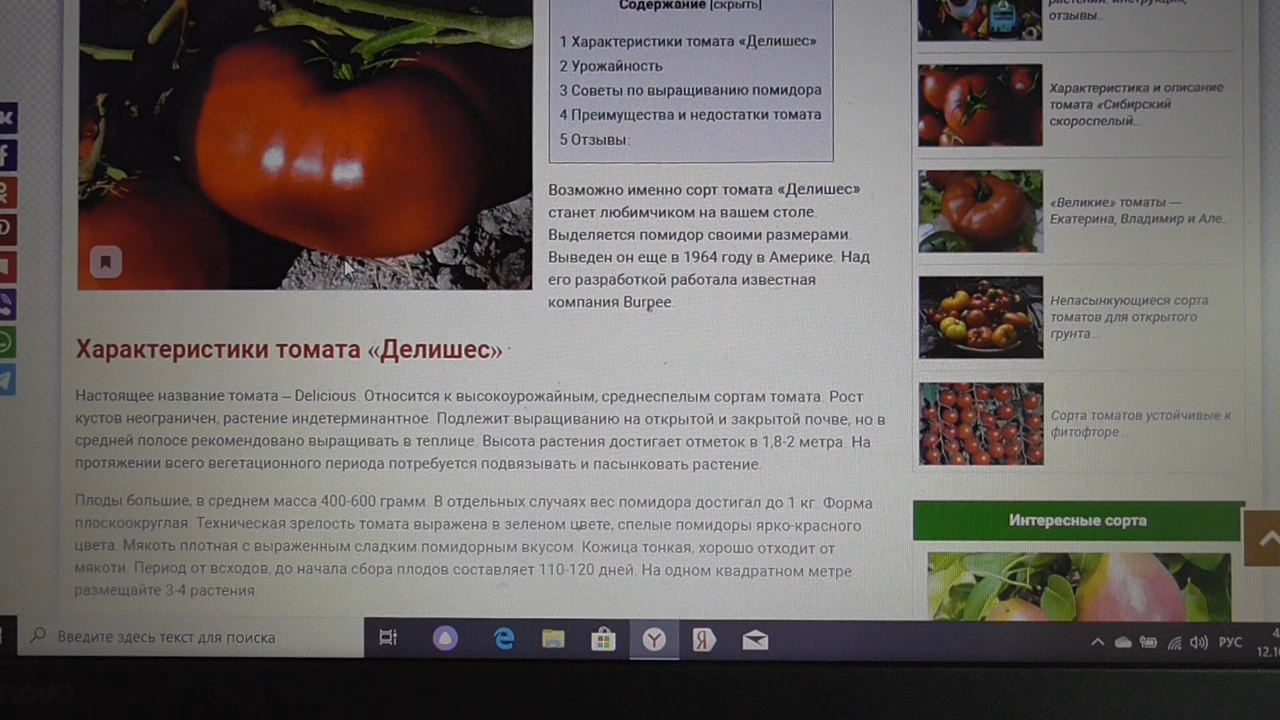 Содержание [скрыть]
1 Характеристики томата «Делишес»
2 Урожайность
3 Советы по выращиванию помидора
4 Преимущества и недостатки томата
5 Отзывы
Возможно именно сорт томата «Делишес»
станет любимчиком на вашем столе.
Выделяется помидор своими размерами.
Выведен он еще в 1964 году в Америке. Над
его разработкой работала известная
компания Burpee.
Характеристики томата «Делишес»
Настоящее название томата – Delicious. Относится к высокоурожайным, среднеспелым сортам томата. Рост
кустов неограничен, растение индетерминантное. Подлежит выращиванию на открытой и закрытой почве, но в
средней полосе рекомендовано выращивать в теплице. Высота растения достигает отметок в 1,8-2 метра. На
протяжении всего вегетационного периода потребуется подвязывать и пасынковать растение.
Плоды большие, в среднем масса 400-600 грамм. В отдельных случаях вес помидора достигал до 1 кг. Форма
плоскоокруглая. Техническая зрелость томата выражена в зеленом цвете, спелые помидоры ярко-красного
цвета. Мякоть плотная с выраженным сладким помидорным вкусом. Кожица тонкая, хорошо отходит от
мякоти. Период от всходов, до начала сбора плодов составляет 110-120 дней. На одном квадратном метре
размещайте 3-4 растения.
растений: инструкция,
отзывы...
Характеристика и описание
томата «Сибирский
скороспелый...
«Великие» томаты —
Екатерина, Владимир и Але...
Непасынкующиеся сорта
томатов для открытого
грунта...
Сорта томатов устойчивые к
фитофторе...
Интересные сорта
Введите здесь текст для поиска
РУС